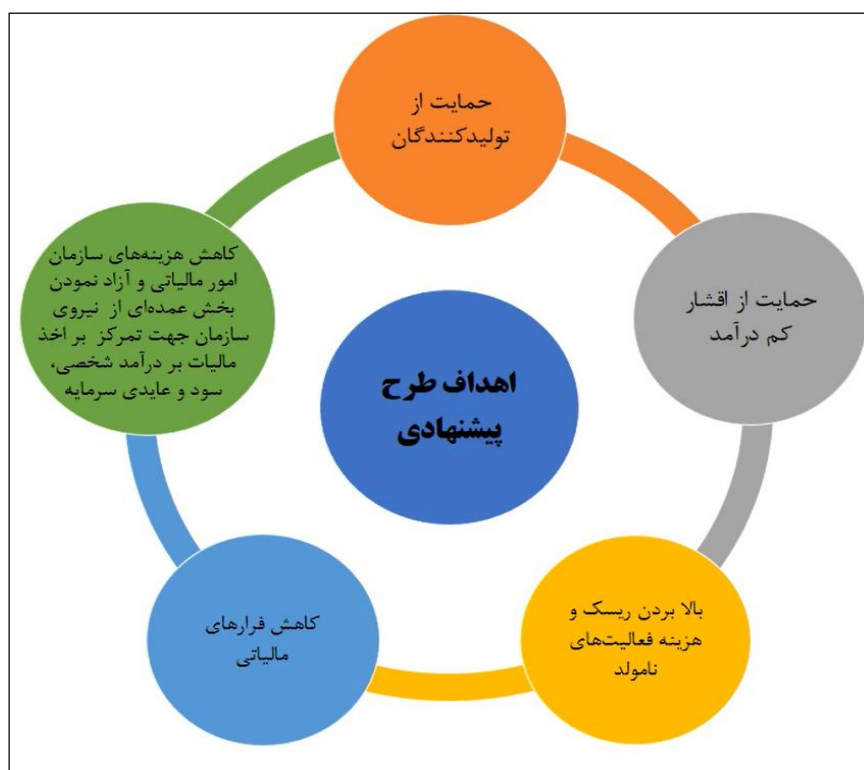 حمایت از
تولیدکنندگان
حمایت از اقشار
کم درآمد
بالا بردن ریسک و
هزینه فعالیت‌های
نامولد
کاهش فرارهای
مالیاتی
کاهش هزینه‌های سازمان
امور مالیاتی و آزاد نمودن
بخش عمده‌ای از نیروی
سازمان جهت تمرکز بر اخذ
مالیات بر درآمد شخصی،
سود و عایدی سرمایه
اهداف طرح
پیشنهادی